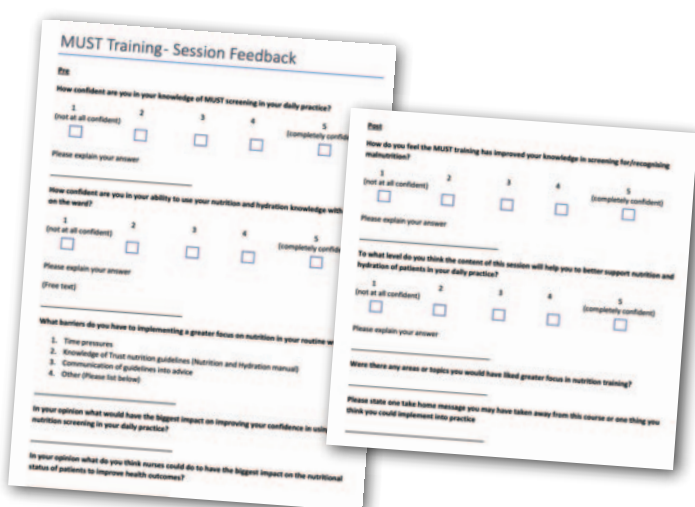 MUST Training- Session Feedback
Pre
How confident are you in your knowledge of MUST screening in your daily practice?
1 2 3 4 5
(not at all confident) (completely confide
Please explain your answer
How confident are you in your ability to use your nutrition and hydration knowledge with
on the ward?
1 2 3 4 5
(not at all confident) (completely confide
Please explain your answer
(Free text)
What barriers do you have to implementing a greater focus on nutrition in your routine w
1. Time pressures
2. Knowledge of Trust nutrition guidelines (Nutrition and Hydration manual)
3. Communication of guidelines into advice
4. Other (Please list below)
In your opinion what would have the biggest impact on improving your confidence in using
nutrition screening in your daily practice?
In your opinion what do you think nurses could do to have the biggest impact on the nutritional
status of patients to improve health outcomes?
Post
How do you feel the MUST training has improved your knowledge in screening for/recognising
malnutrition?
1 2 3 4 5
(not at all confident) (completely confident)
Please explain your answer
To what level do you think the content of this session will help you to better support nutrition and
hydration of patients in your daily practice?
1 2 3 4 5
(not at all confident) (completely confident)
Please explain your answer
Were there any areas or topics you would have liked greater focus in nutrition training?
Please state one take home message you may have taken away from this course or one thing you
think you could implement into practice